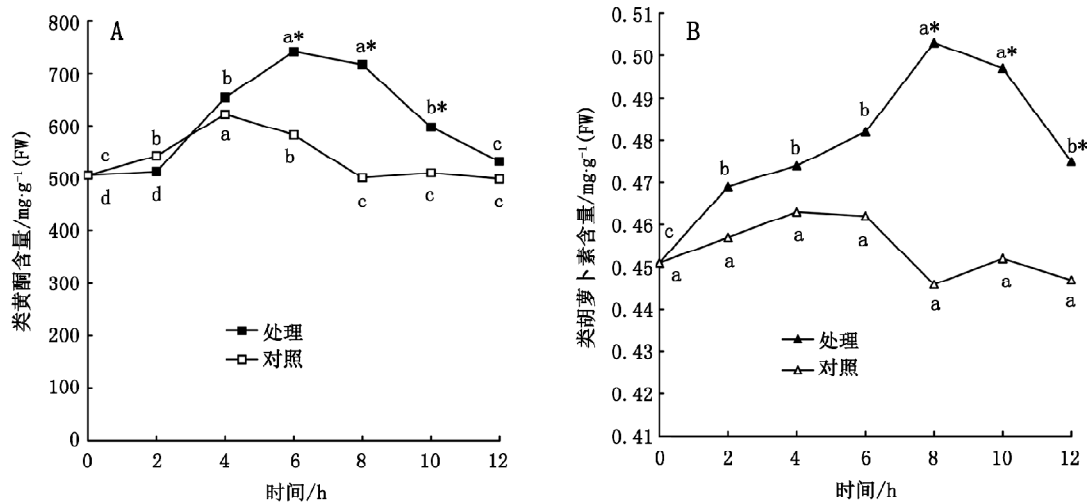 A
类黄酮含量/mg·g⁻¹(FW)
800
700
600
500
400
300
200
100
0
a*
a*
b
b*
b
c
c
a
b
d
d
c
c
c
处理
对照
0 2 4 6 8 10 12
时间/h
B
类胡萝卜素含量/mg·g⁻¹(FW)
0.51
0.50
0.49
0.48
0.47
0.46
0.45
0.44
0.43
0.42
0.41
a*
a*
b
b
b
b*
c
a
a
a
a
a
a
a
处理
对照
0 2 4 6 8 10 12
时间/h